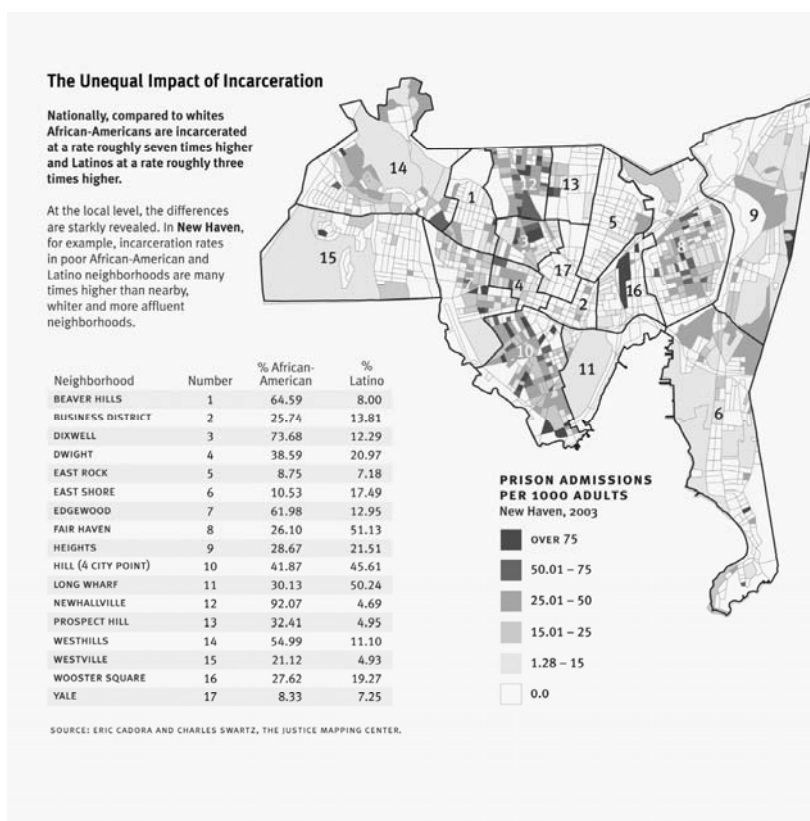 The Unequal Impact of Incarceration
Nationally, compared to whites
African-Americans are incarcerated
at a rate roughly seven times higher
and Latinos at a rate roughly three
times higher.
At the local level, the differences
are starkly revealed. In New Haven,
for example, incarceration rates
in poor African-American and
Latino neighborhoods are many
times higher than nearby,
whiter and more affluent
neighborhoods.
Neighborhood Number % African-American % Latino
BEAVER HILLS 1 64.59 8.00
BUSINESS DISTRICT 2 25.74 13.81
DIXWELL 3 73.68 12.29
DWIGHT 4 38.59 20.97
EAST ROCK 5 8.75 7.18
EAST SHORE 6 10.53 17.49
EDGEWOOD 7 61.98 12.95
FAIR HAVEN 8 26.10 51.13
HEIGHTS 9 28.67 21.51
HILL (4 CITY POINT) 10 41.87 45.61
LONG WHARF 11 30.13 50.24
NEWHALLVILLE 12 92.07 4.69
PROSPECT HILL 13 32.41 4.95
WESTHILLS 14 54.99 11.10
WESTVILLE 15 21.12 4.93
WOOSTER SQUARE 16 27.62 19.27
YALE 17 8.33 7.25
SOURCE: ERIC CADORA AND CHARLES SWARTZ, THE JUSTICE MAPPING CENTER.
14
1
12
13
5
9
15
3
17
8
7
4
2
16
10
11
6
PRISON ADMISSIONS
PER 1000 ADULTS
New Haven, 2003
OVER 75
50.01 – 75
25.01 – 50
15.01 – 25
1.28 – 15
0.0